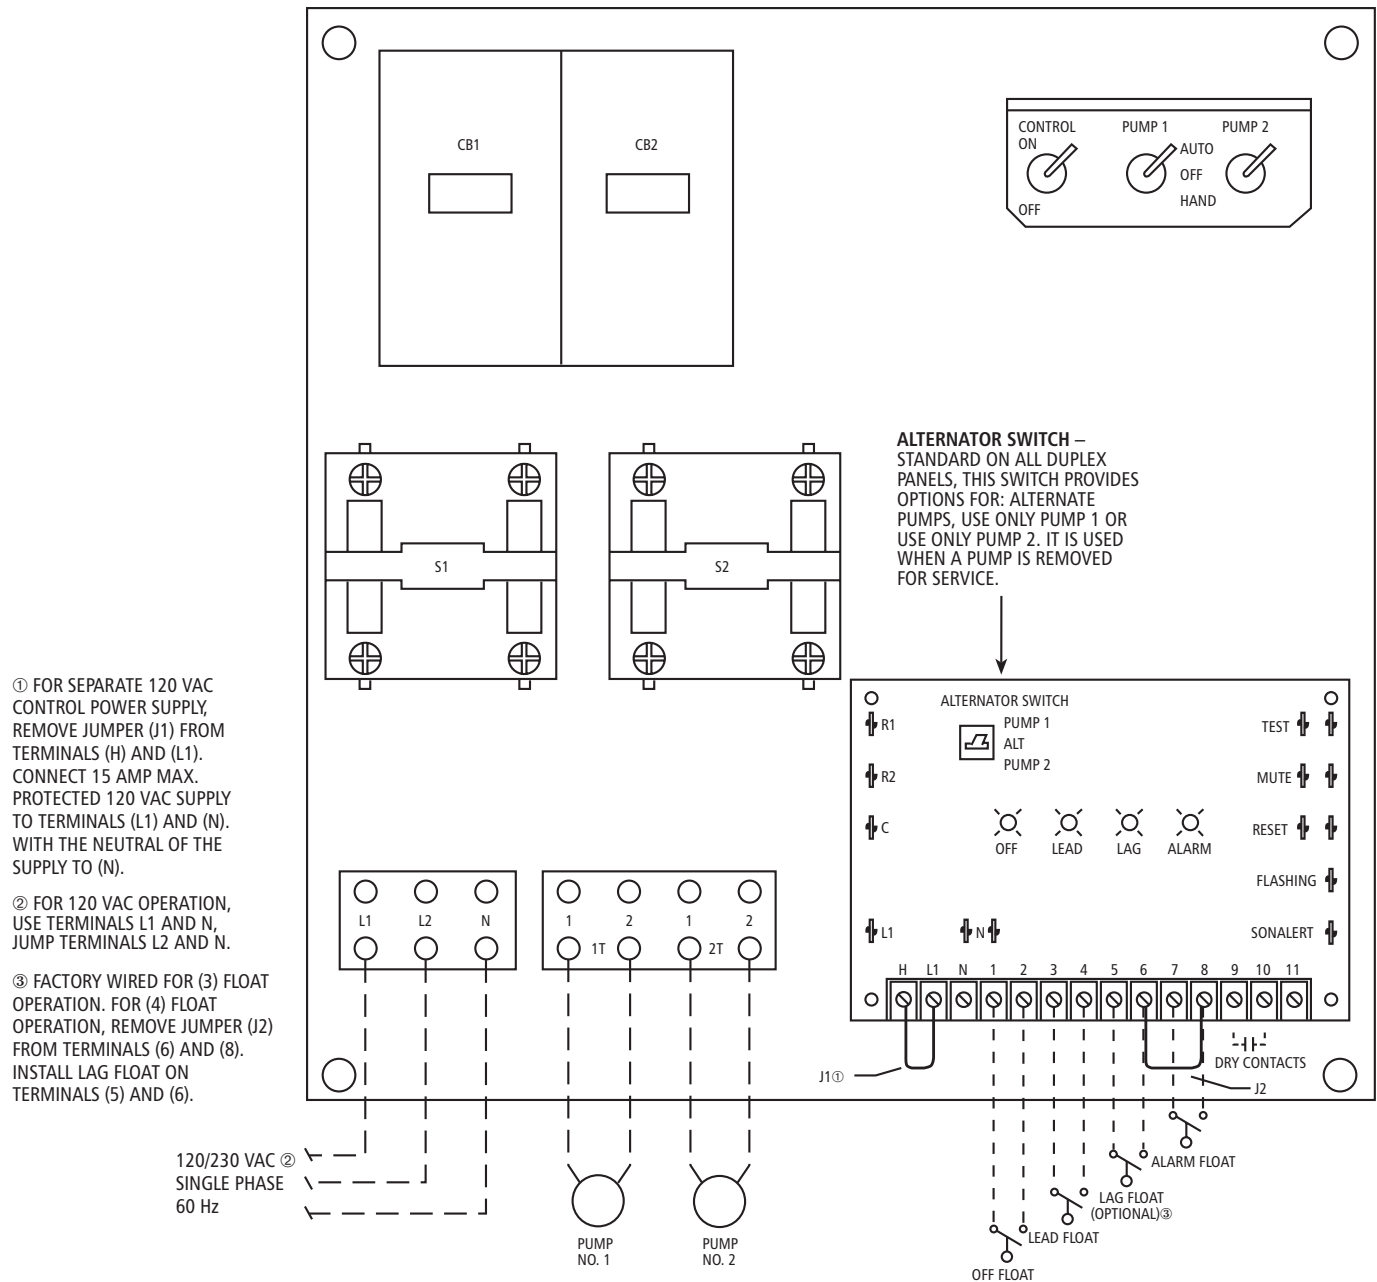 CB1
CB2
CONTROL
ON
OFF
PUMP 1
PUMP 2
AUTO
OFF
HAND
ALTERNATOR SWITCH –
STANDARD ON ALL DUPLEX
PANELS, THIS SWITCH PROVIDES
OPTIONS FOR: ALTERNATE
PUMPS, USE ONLY PUMP 1 OR
USE ONLY PUMP 2. IT IS USED
WHEN A PUMP IS REMOVED
FOR SERVICE.
S1
S2
① FOR SEPARATE 120 VAC
CONTROL POWER SUPPLY,
REMOVE JUMPER (J1) FROM
TERMINALS (H) AND (L1).
CONNECT 15 AMP MAX.
PROTECTED 120 VAC SUPPLY
TO TERMINALS (L1) AND (N).
WITH THE NEUTRAL OF THE
SUPPLY TO (N).
② FOR 120 VAC OPERATION,
USE TERMINALS L1 AND N,
JUMP TERMINALS L2 AND N.
③ FACTORY WIRED FOR (3) FLOAT
OPERATION. FOR (4) FLOAT
OPERATION, REMOVE JUMPER (J2)
FROM TERMINALS (6) AND (8).
INSTALL LAG FLOAT ON
TERMINALS (5) AND (6).
ALTERNATOR SWITCH
PUMP 1
ALT
PUMP 2
R1
R2
C
L1
N
TEST
MUTE
RESET
FLASHING
SONALERT
OFF LEAD LAG ALARM
H L1 N 1 2 3 4 5 6 7 8 9 10 11
L1 L2 N
1 2 1 2
1T 2T
J1①
J2
DRY CONTACTS
120/230 VAC ②
SINGLE PHASE
60 Hz
PUMP
NO. 1
PUMP
NO. 2
ALARM FLOAT
LAG FLOAT
(OPTIONAL)③
LEAD FLOAT
OFF FLOAT